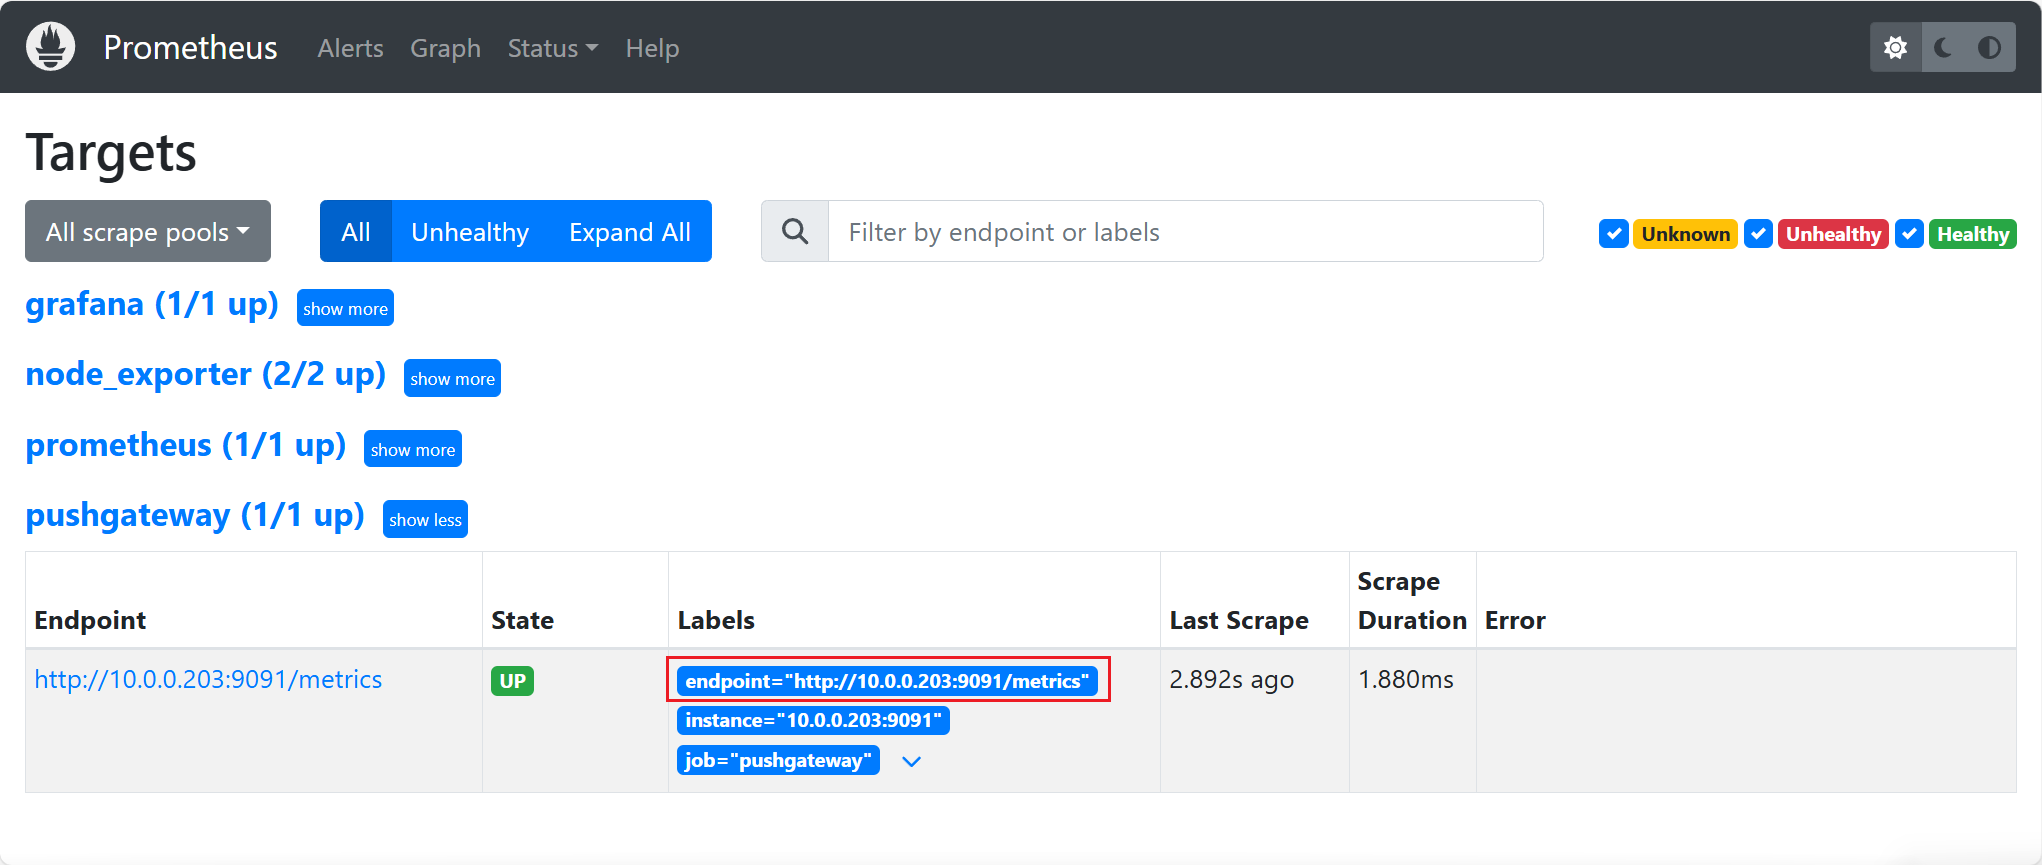 Prometheus Alerts Graph Status Help
Targets
All scrape pools All Unhealthy Expand All Filter by endpoint or labels Unknown Unhealthy Healthy
grafana (1/1 up) show more
node_exporter (2/2 up) show more
prometheus (1/1 up) show more
pushgateway (1/1 up) show less
Endpoint State Labels Last Scrape Scrape Duration Error
http://10.0.0.203:9091/metrics UP endpoint="http://10.0.0.203:9091/metrics" 2.892s ago 1.880ms
instance="10.0.0.203:9091"
job="pushgateway"